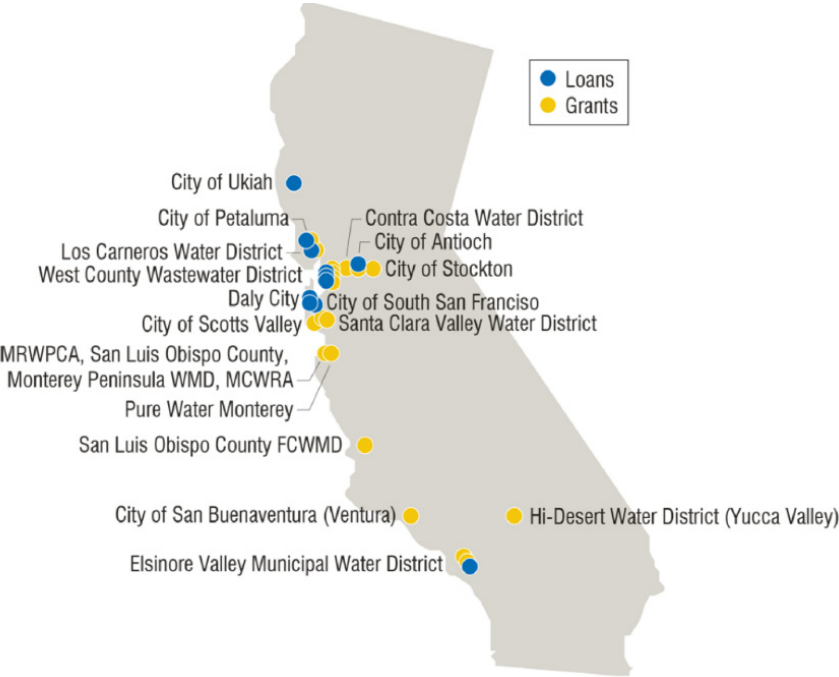 Loans
Grants
City of Ukiah
City of Petaluma
Contra Costa Water District
City of Antioch
Los Carneros Water District
City of Stockton
West County Wastewater District
Daly City
City of South San Franciso
City of Scotts Valley
Santa Clara Valley Water District
MRWPCA, San Luis Obispo County,
Monterey Peninsula WMD, MCWRA
Pure Water Monterey
San Luis Obispo County FCWMD
City of San Buenaventura (Ventura)
Hi-Desert Water District (Yucca Valley)
Elsinore Valley Municipal Water District